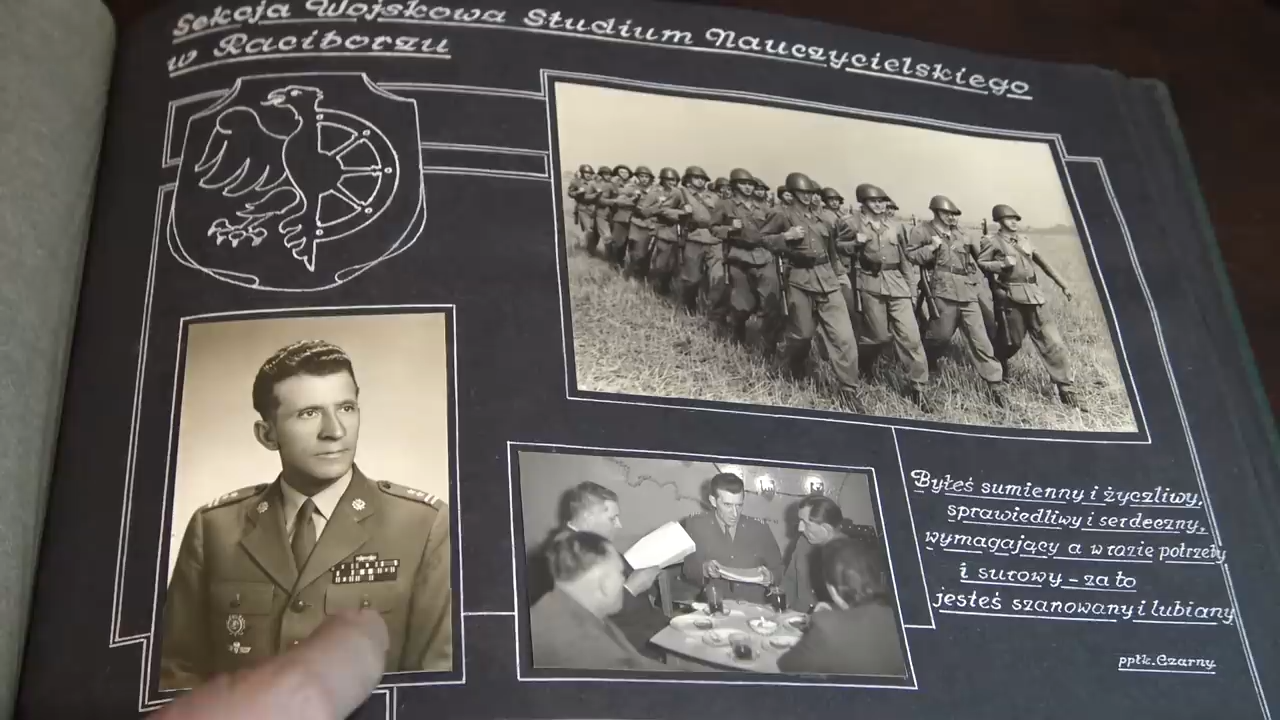 Sekcja Wojskowa Studium Nauczycielskiego
w Raciborzu
Byłeś sumienny i życzliwy,
sprawiedliwy i serdeczny,
wymagający a w razie potrzeby
i surowy – za to
jesteś szanowany i lubiany
ppłk. Czarny